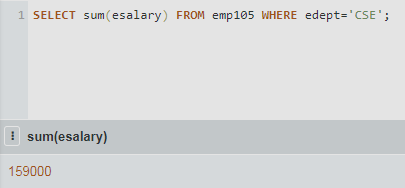 1 SELECT sum(esalary) FROM emp105 WHERE edept='CSE';
sum(esalary)
159000